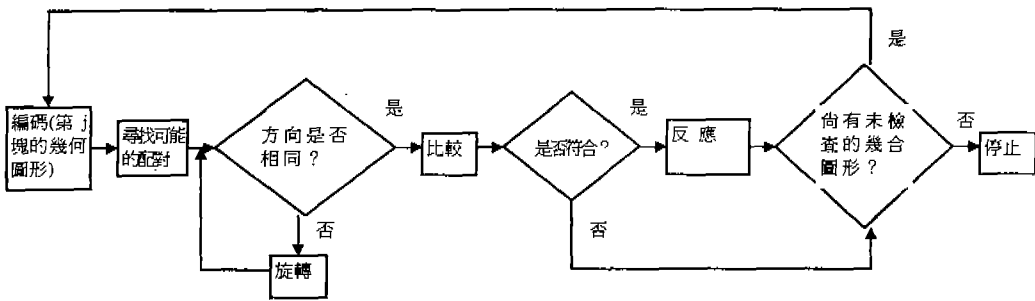 是
編碼(第 j
塊的幾何
圖形)
尋找可能
的配對
方向是否
相同？
是
否
旋轉
比較
是否符合?
是
否
反應
尚有未檢
查的幾合
圖形？
否
停止